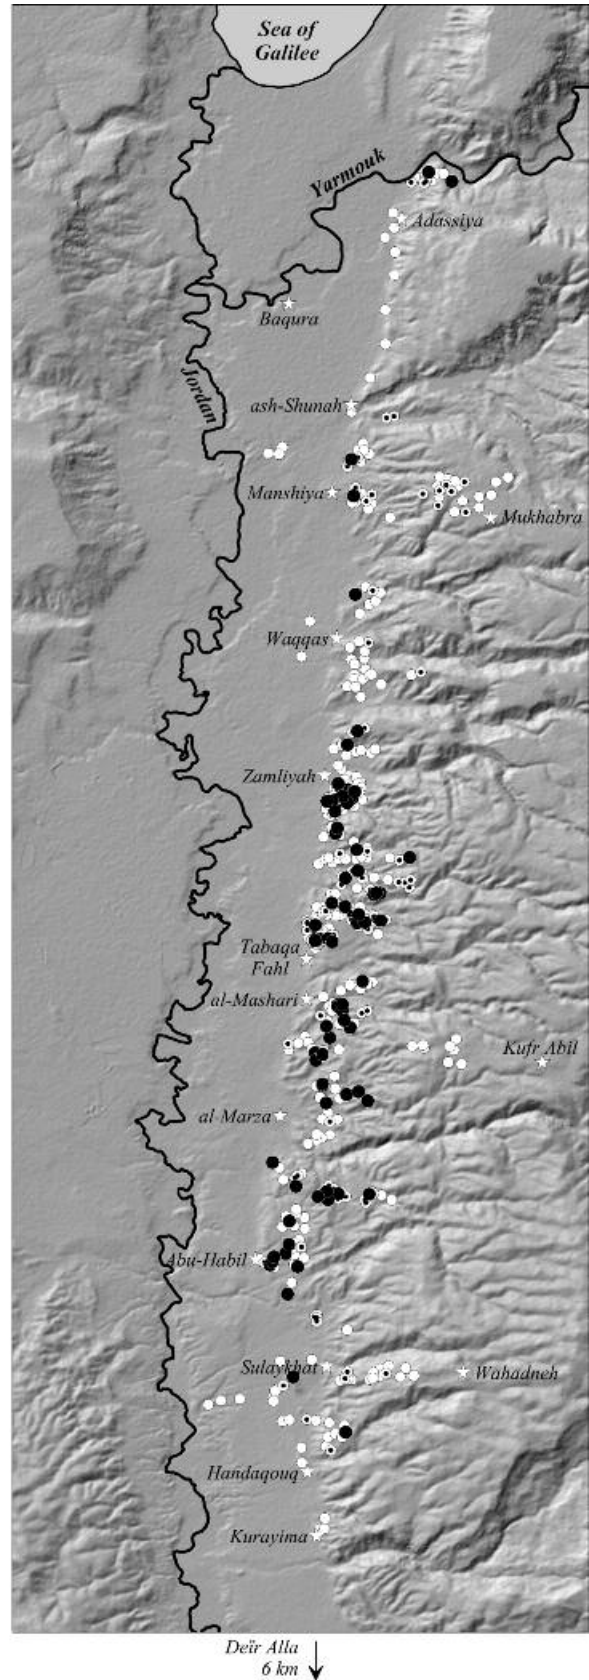 Sea of
Galilee
Yarmouk
Adassiya
Baqura
Jordan
ash-Shunah
Manshiya
Mukhabra
Waqqas
Zamliyah
Tabaqa
Fahl
al-Mashari
Kufr Abil
al-Marza
Abu-Habil
Sulaykhat
Wahadneh
Handaqouq
Kurayima
Deïr Alla
6 km